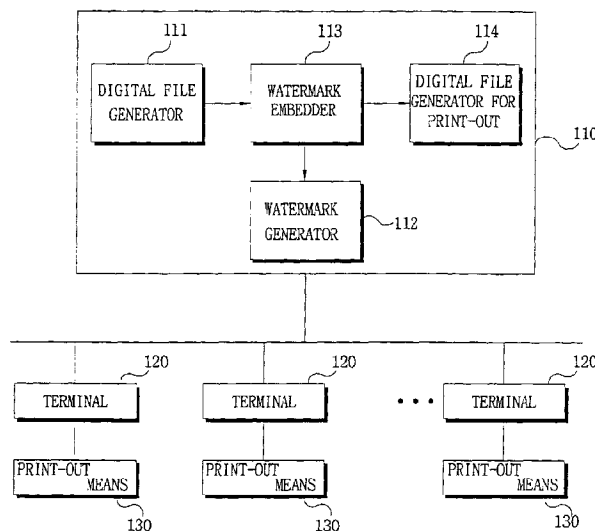 111
113
114
DIGITAL FILE
GENERATOR
WATERMARK
EMBEDDER
DIGITAL FILE
GENERATOR FOR
PRINT-OUT
110
WATERMARK
GENERATOR
112
120
120
120
TERMINAL
TERMINAL
TERMINAL
PRINT-OUT
MEANS
PRINT-OUT
MEANS
PRINT-OUT
MEANS
130
130
130